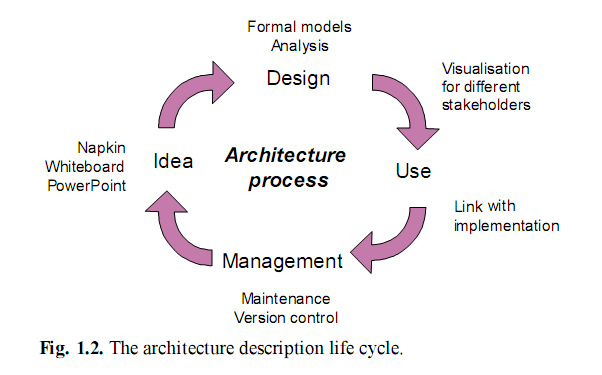 Formal models
Analysis
Design
Visualisation
for different
stakeholders
Napkin
Whiteboard
PowerPoint
Idea
Architecture
process
Use
Link with
implementation
Management
Maintenance
Version control
Fig. 1.2. The architecture description life cycle.